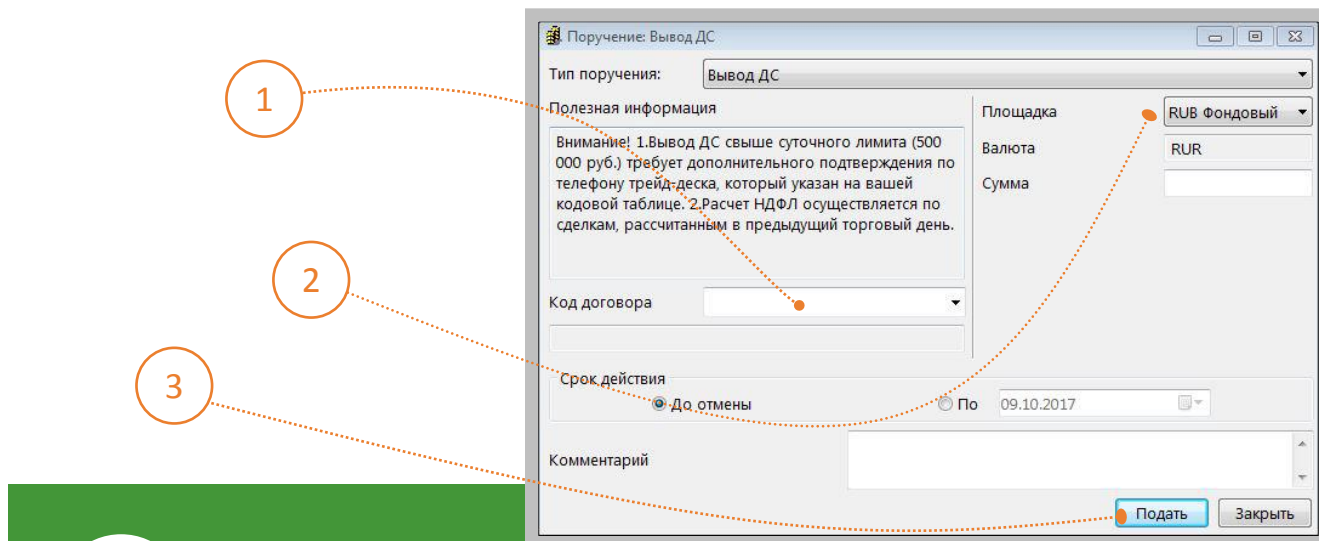 Поручение: Вывод ДС
Тип поручения: Вывод ДС
1
Полезная информация
Внимание! 1.Вывод ДС свыше суточного лимита (500
000 руб.) требует дополнительного подтверждения по
телефону трейд-деска, который указан на вашей
кодовой таблице. 2.Расчет НДФЛ осуществляется по
сделкам, рассчитанным в предыдущий торговый день.
Площадка RUB Фондовый
Валюта RUR
Сумма
2
Код договора
3
Срок действия
До отмены По 09.10.2017
Комментарий
Подать Закрыть